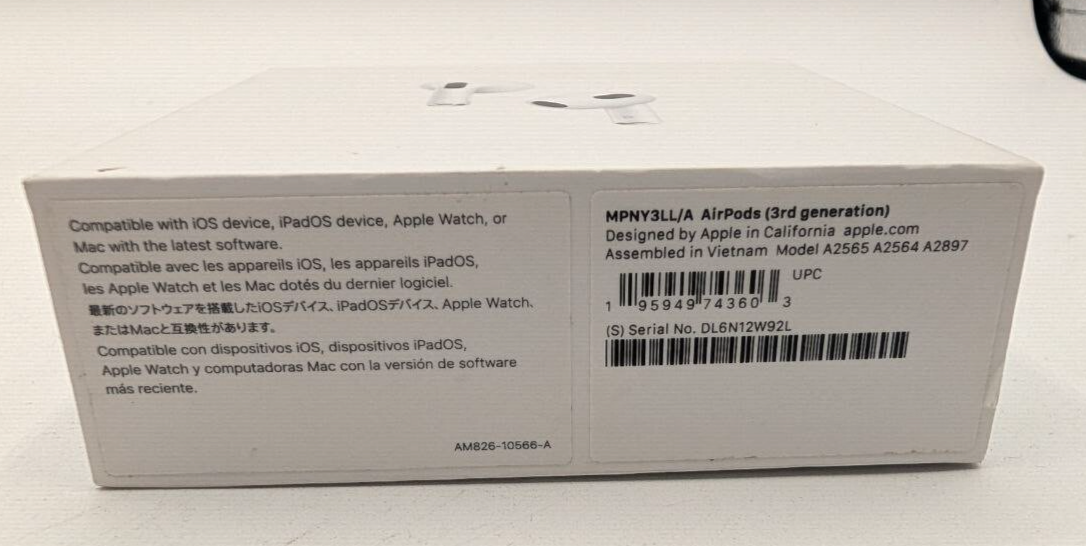 Compatible with iOS device, iPadOS device, Apple Watch, or
Mac with the latest software.
Compatible avec les appareils iOS, les appareils iPadOS,
les Apple Watch et les Mac dotés du dernier logiciel.
最新のソフトウェアを搭載したiOSデバイス、iPadOSデバイス、Apple Watch、
またはMacと互換性があります。
Compatible con dispositivos iOS, dispositivos iPadOS,
Apple Watch y computadoras Mac con la versión de software
más reciente.
AM826-10566-A
MPNY3LL/A AirPods (3rd generation)
Designed by Apple in California apple.com
Assembled in Vietnam Model A2565 A2564 A2897
UPC
1 95949 74360 3
(S) Serial No. DL6N12W92L